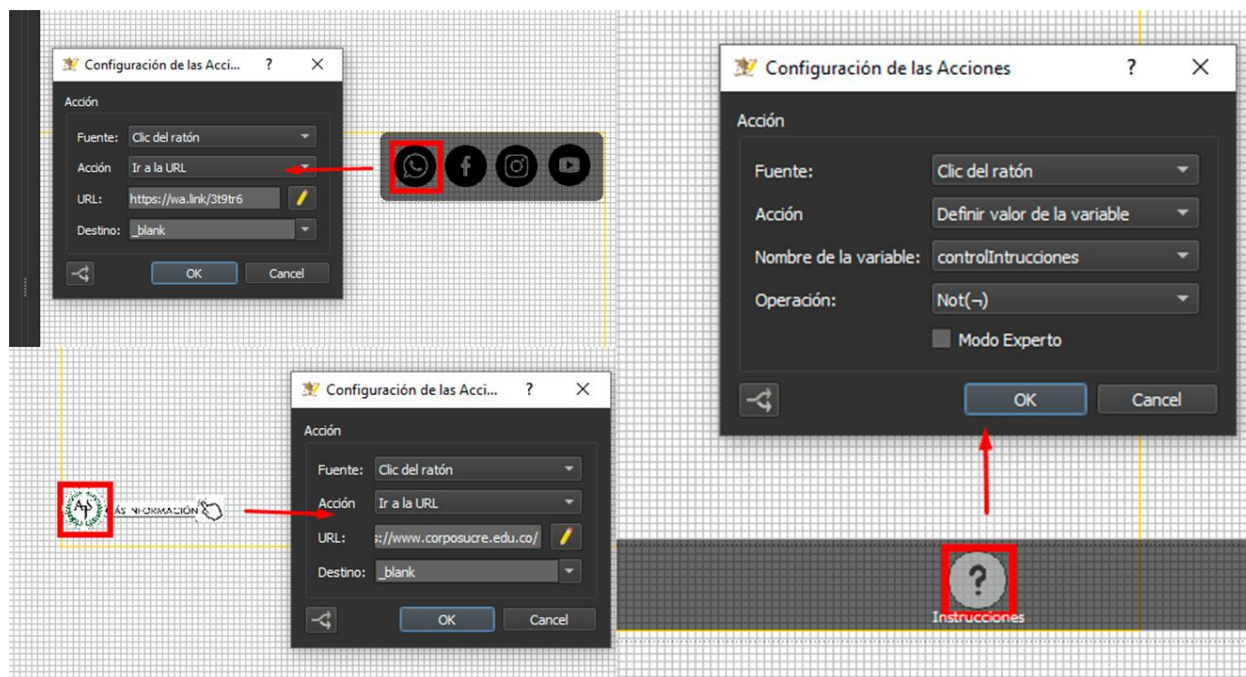 Configuración de las Acci... ? ×
Acción
Fuente: Clic del ratón
Acción Ir a la URL
URL: https://wa.link/3t9tr6
Destino: _blank
OK Cancel
Configuración de las Acci... ? ×
Acción
Fuente: Clic del ratón
Acción Ir a la URL
URL: ://www.corposucre.edu.co/
Destino: _blank
OK Cancel
ÁS INFORMACIÓN
Configuración de las Acciones ? ×
Acción
Fuente: Clic del ratón
Acción Definir valor de la variable
Nombre de la variable: controlIntrucciones
Operación: Not(¬)
Modo Experto
OK Cancel
?
Instrucciones